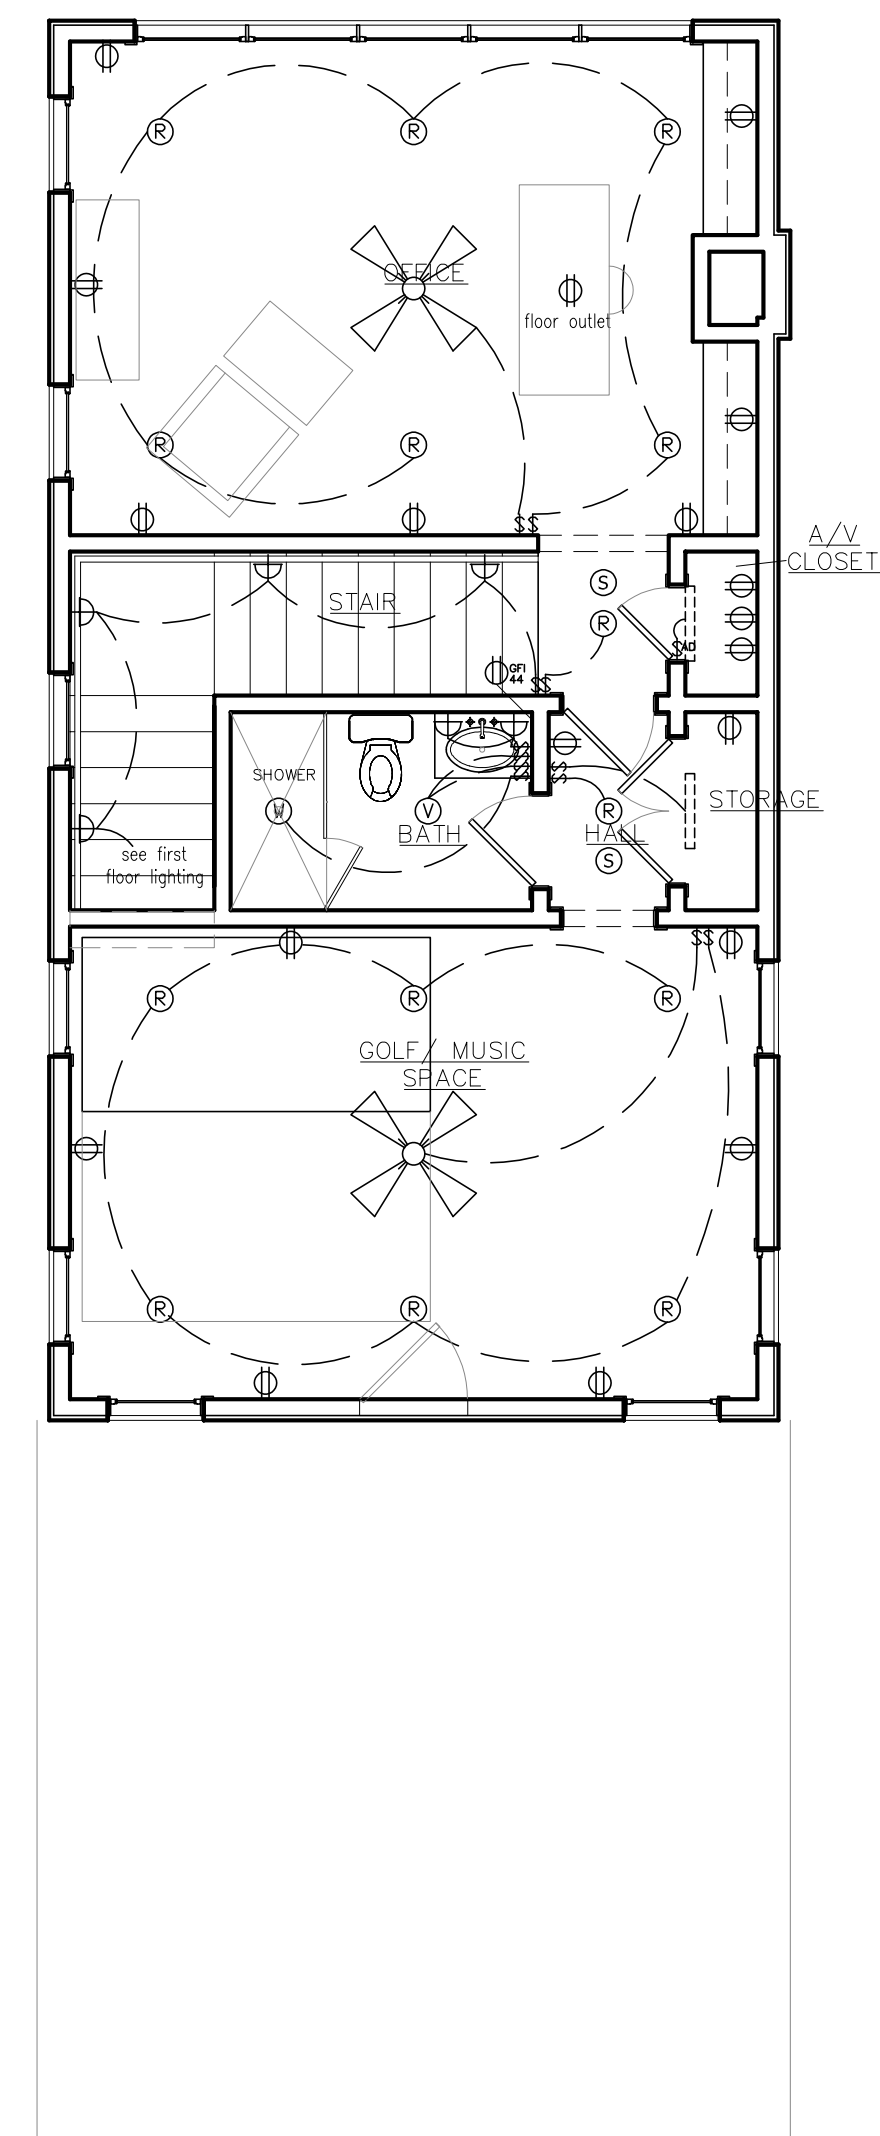 R R R
OFFICE
floor outlet
R R R
$ $
A/V
CLOSET
S
STAIR
R
$ AD
GFI
44
$$
SHOWER
$
$ $
W V R
BATH HALL STORAGE
see first
floor lighting
S
$$
R R R
GOLF/ MUSIC
SPACE
R R R